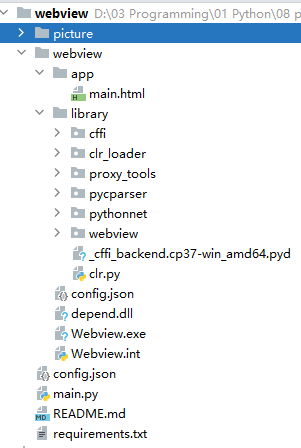 webview D:\03 Programming\01 Python\08 p
picture
webview
app
main.html
library
cffi
clr_loader
proxy_tools
pycparser
pythonnet
webview
_cffi_backend.cp37-win_amd64.pyd
clr.py
config.json
depend.dll
Webview.exe
Webview.int
config.json
main.py
README.md
requirements.txt